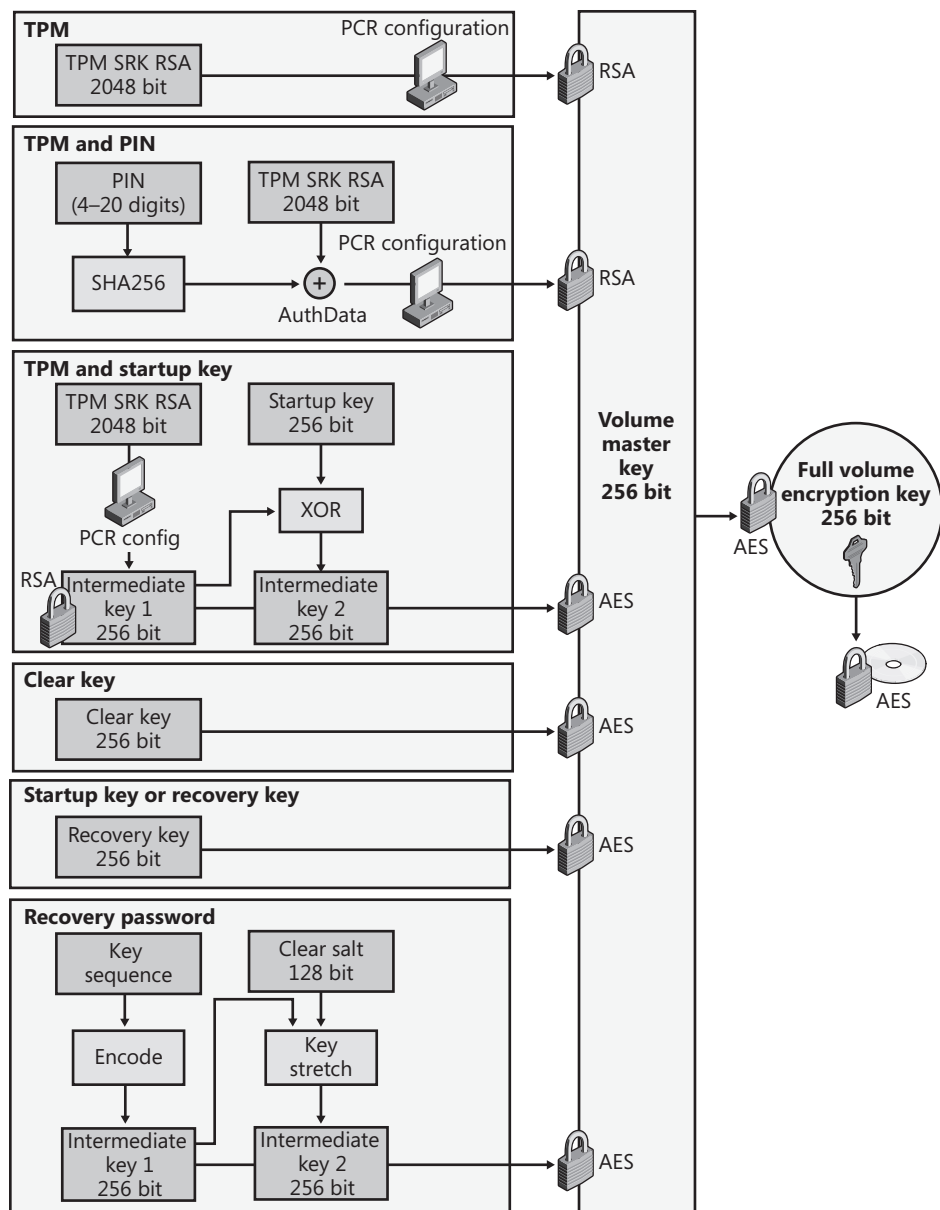 TPM
PCR configuration
TPM SRK RSA
2048 bit
RSA
TPM and PIN
PIN
(4–20 digits)
TPM SRK RSA
2048 bit
PCR configuration
SHA256
+
AuthData
RSA
TPM and startup key
TPM SRK RSA
2048 bit
Startup key
256 bit
XOR
PCR config
RSA
Intermediate
key 1
256 bit
Intermediate
key 2
256 bit
AES
Clear key
Clear key
256 bit
AES
Startup key or recovery key
Recovery key
256 bit
AES
Recovery password
Key
sequence
Clear salt
128 bit
Encode
Key
stretch
Intermediate
key 1
256 bit
Intermediate
key 2
256 bit
AES
Volume
master
key
256 bit
AES
Full volume
encryption key
256 bit
AES